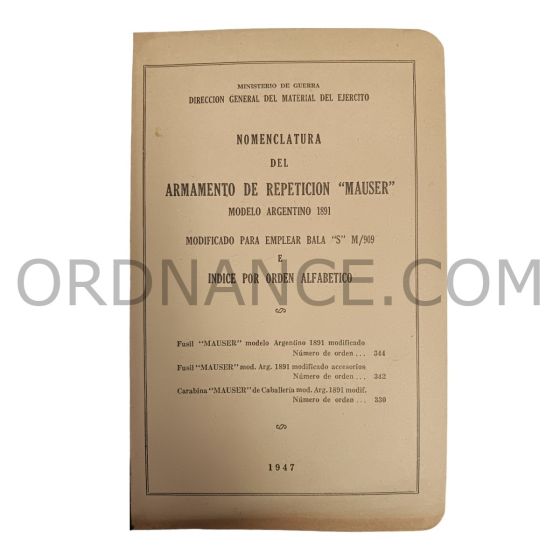 MINISTERIO DE GUERRA
DIRECCION GENERAL DEL MATERIAL DEL EJERCITO
NOMENCLATURA
DEL
ARMAMENTO DE REPETICION "MAUSER"
MODELO ARGENTINO 1891
MODIFICADO PARA EMPLEAR BALA "S" M/909
E
INDICE POR ORDEN ALFABETICO
ORDNANCE.COM
Fusil "MAUSER" modelo Argentino 1891 modificado
Número de orden... 344
Fusil "MAUSER" mod. Arg. 1891 modificado accesorios
Número de orden... 342
Carabina "MAUSER" de Caballería mod. Arg. 1891 modif.
Número de orden... 330
1947